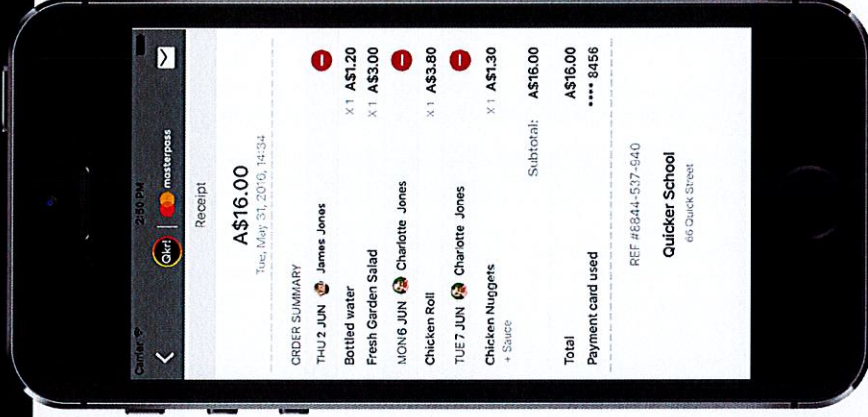 Carrier 2:50 PM
Qkr! masterpass
Receipt
A$16.00
Tue, May 31, 2016, 14:34
ORDER SUMMARY
THU 2 JUN James Jones
Bottled water X 1 A$1.20
Fresh Garden Salad X 1 A$3.00
MON 6 JUN Charlotte Jones
Chicken Roll X 1 A$3.80
TUE 7 JUN Charlotte Jones
Chicken Nuggets X 1 A$1.30
+ Sauce
Subtotal: A$16.00
Total A$16.00
Payment card used •••• 8456
REF #8844-537-940
Quicker School
66 Quick Street